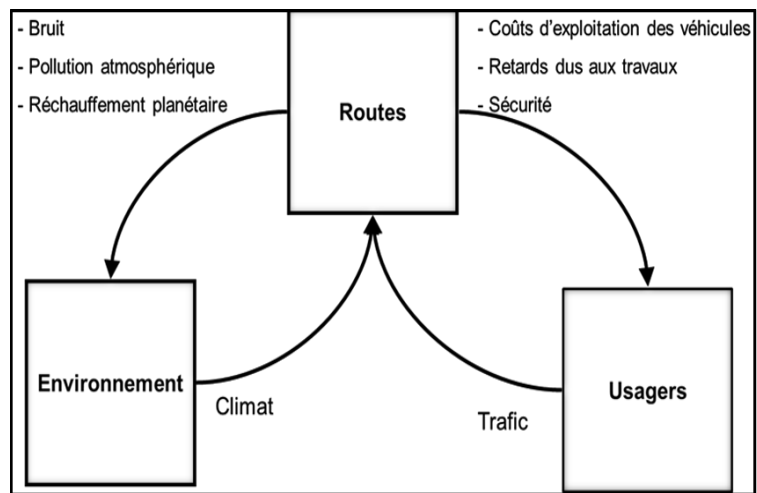 - Bruit
- Pollution atmosphérique
- Réchauffement planétaire
- Coûts d'exploitation des véhicules
- Retards dus aux travaux
- Sécurité
Routes
Environnement
Usagers
Climat
Trafic